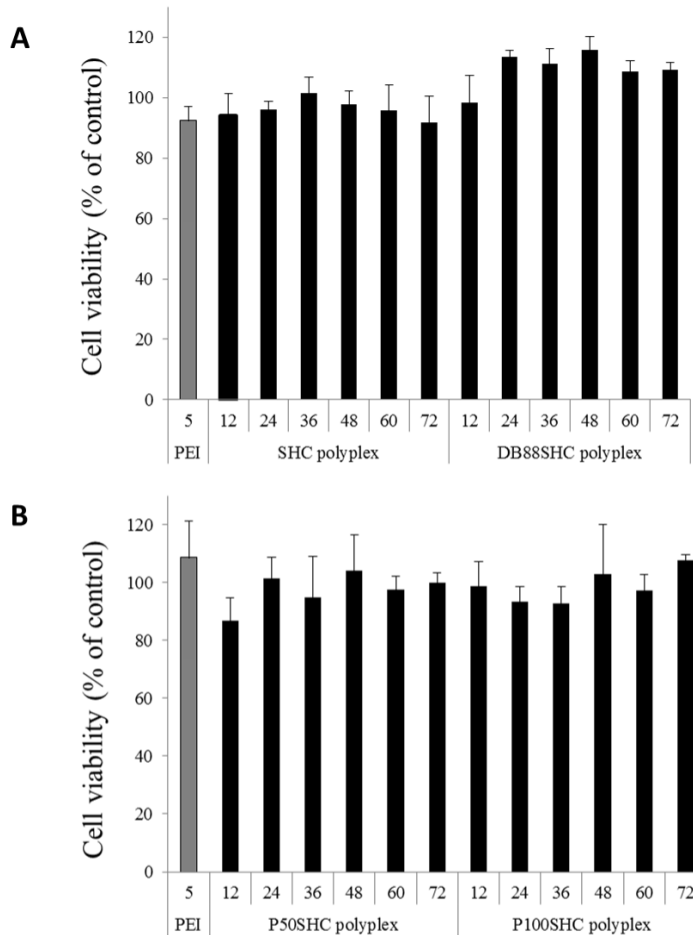 A
Cell viability (% of control)
120
100
80
60
40
20
0
5 12 24 36 48 60 72 12 24 36 48 60 72
PEI SHC polyplex DB88SHC polyplex
B
Cell viability (% of control)
120
100
80
60
40
20
0
5 12 24 36 48 60 72 12 24 36 48 60 72
PEI P50SHC polyplex P100SHC polyplex